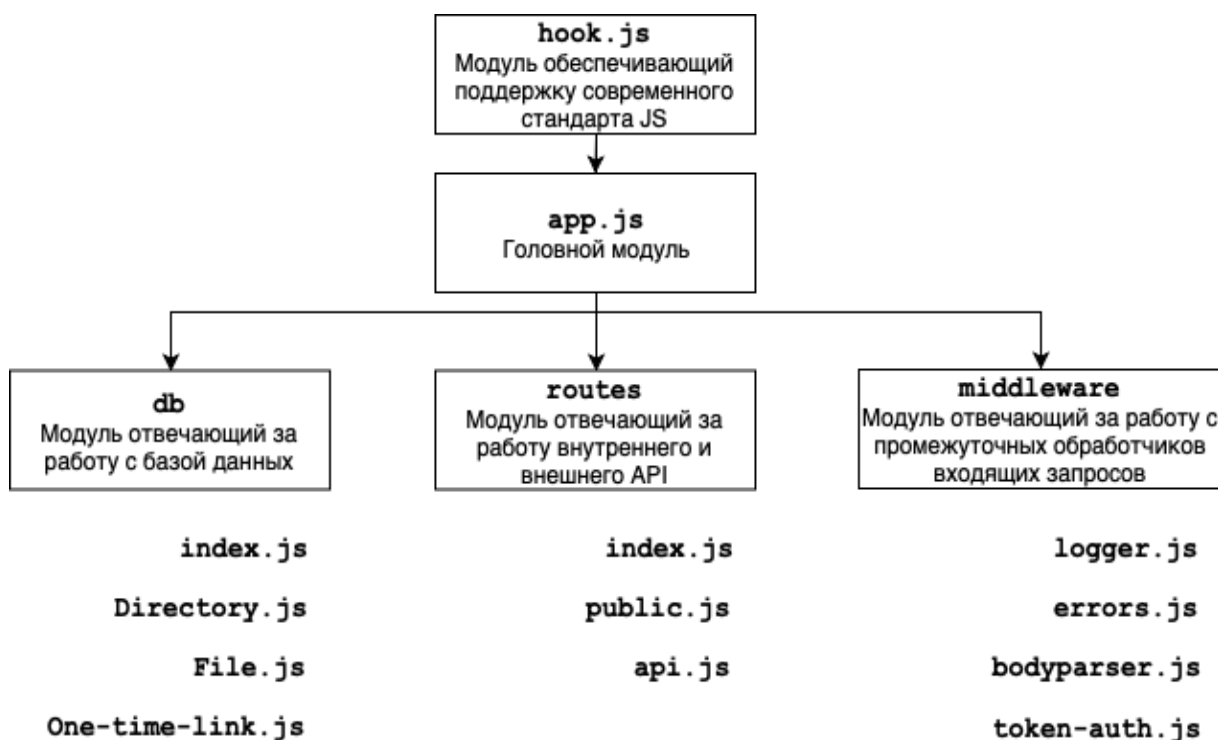 hook.js
Модуль обеспечивающий
поддержку современного
стандарта JS
app.js
Головной модуль
db
Модуль отвечающий за
работу с базой данных
routes
Модуль отвечающий за
работу внутреннего и
внешнего API
middleware
Модуль отвечающий за работу с
промежуточных обработчиков
входящих запросов
index.js
Directory.js
File.js
One-time-link.js
index.js
public.js
api.js
logger.js
errors.js
bodyparser.js
token-auth.js